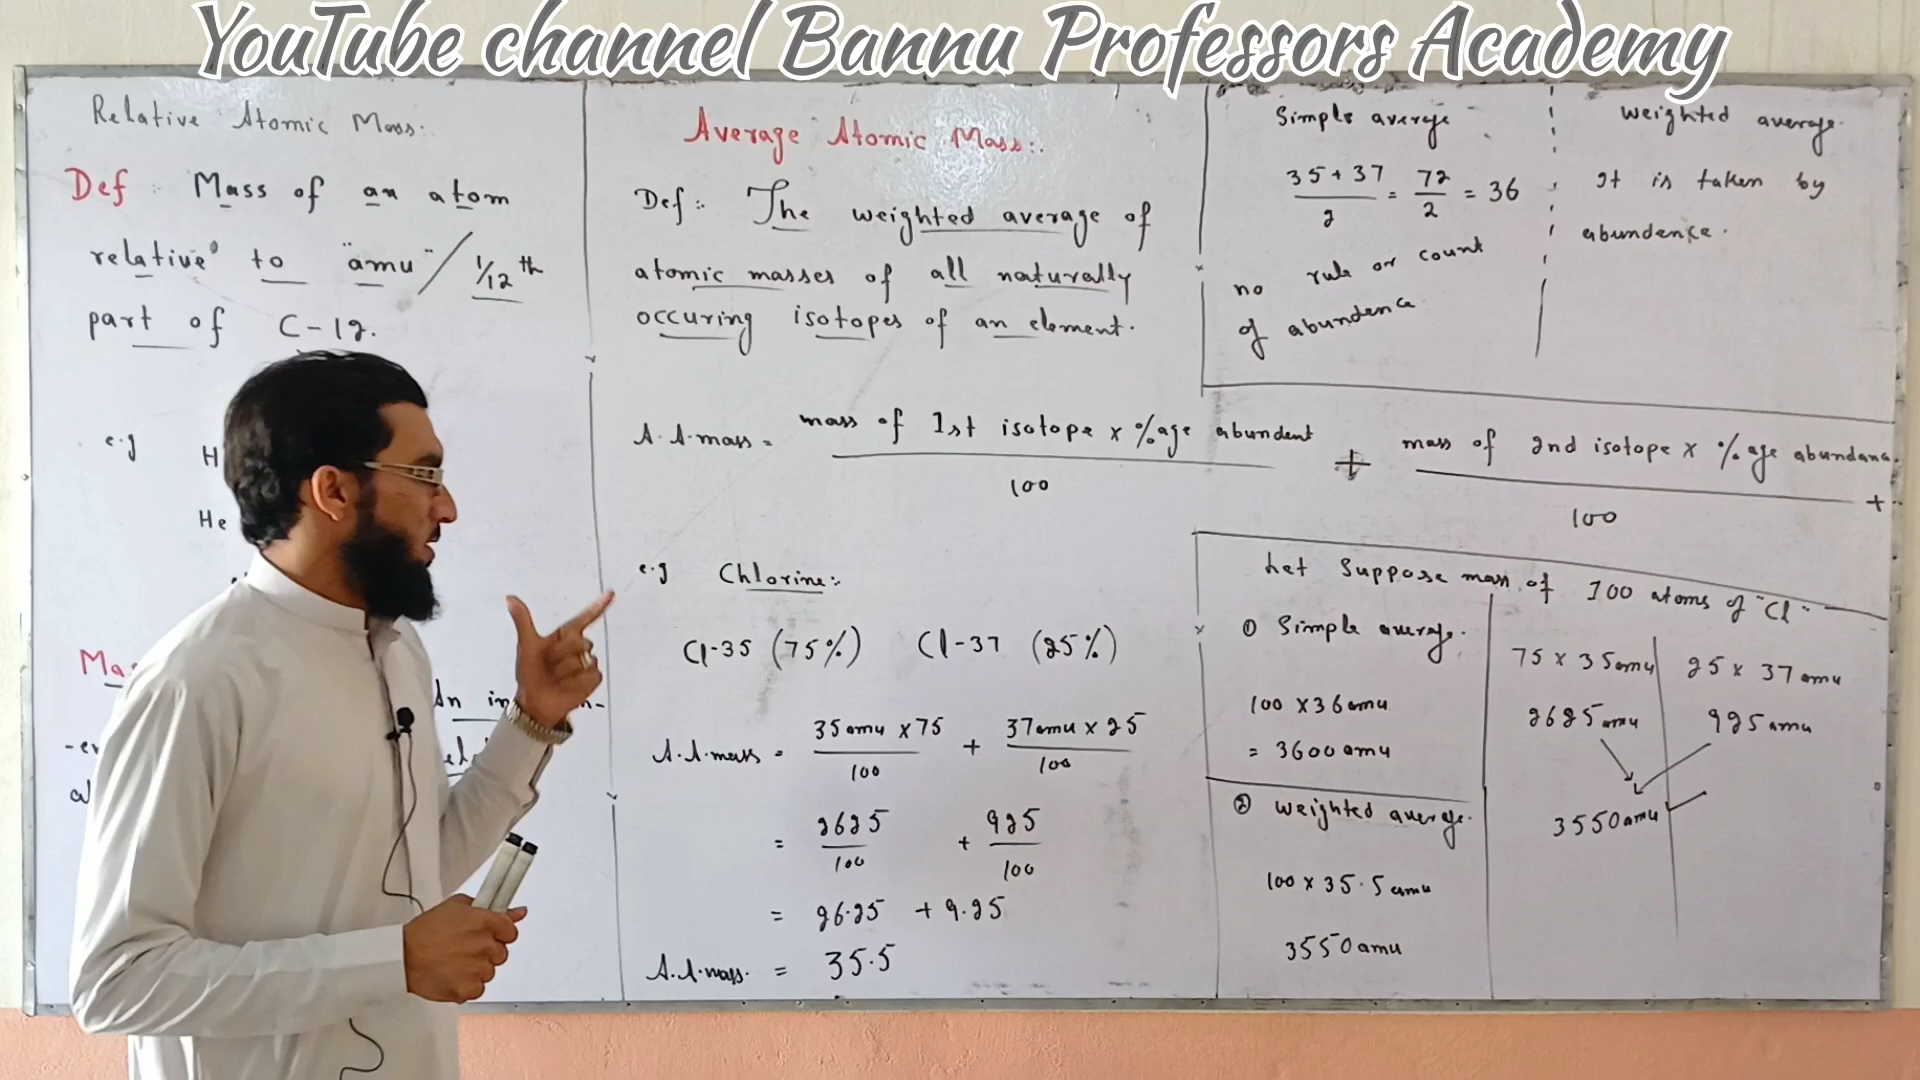 YouTube channel Bannu Professors Academy
Relative Atomic Mass:
Def : Mass of an atom
relative to "amu" / 1/12 th
part of C-12.
e.g
H
He
Ma
An in
Average Atomic Mass:
Def: The weighted average of
atomic masses of all naturally
occuring isotopes of an element.
A.A.mass = mass of 1st isotope x %age abundent / 100 + mass of 2nd isotope x %age abundanc. / 100 +
e.g Chlorine:
Cl-35 (75%) Cl-37 (25%)
A.A.mass = 35amu x 75 / 100 + 37amu x 25 / 100
= 2625 / 100 + 925 / 100
= 26.25 + 9.25
A.A.mass. = 35.5
Simple average
35+37 / 2 = 72 / 2 = 36
no rule or count
of abundence
weighted average.
It is taken by
abundence.
Let Suppose mass of 100 atoms of "Cl"
① Simple average.
100 x 36amu
= 3600amu
② weighted average.
100 x 35.5amu
3550amu
75 x 35amu
2625amu
25 x 37amu
925amu
3550amu